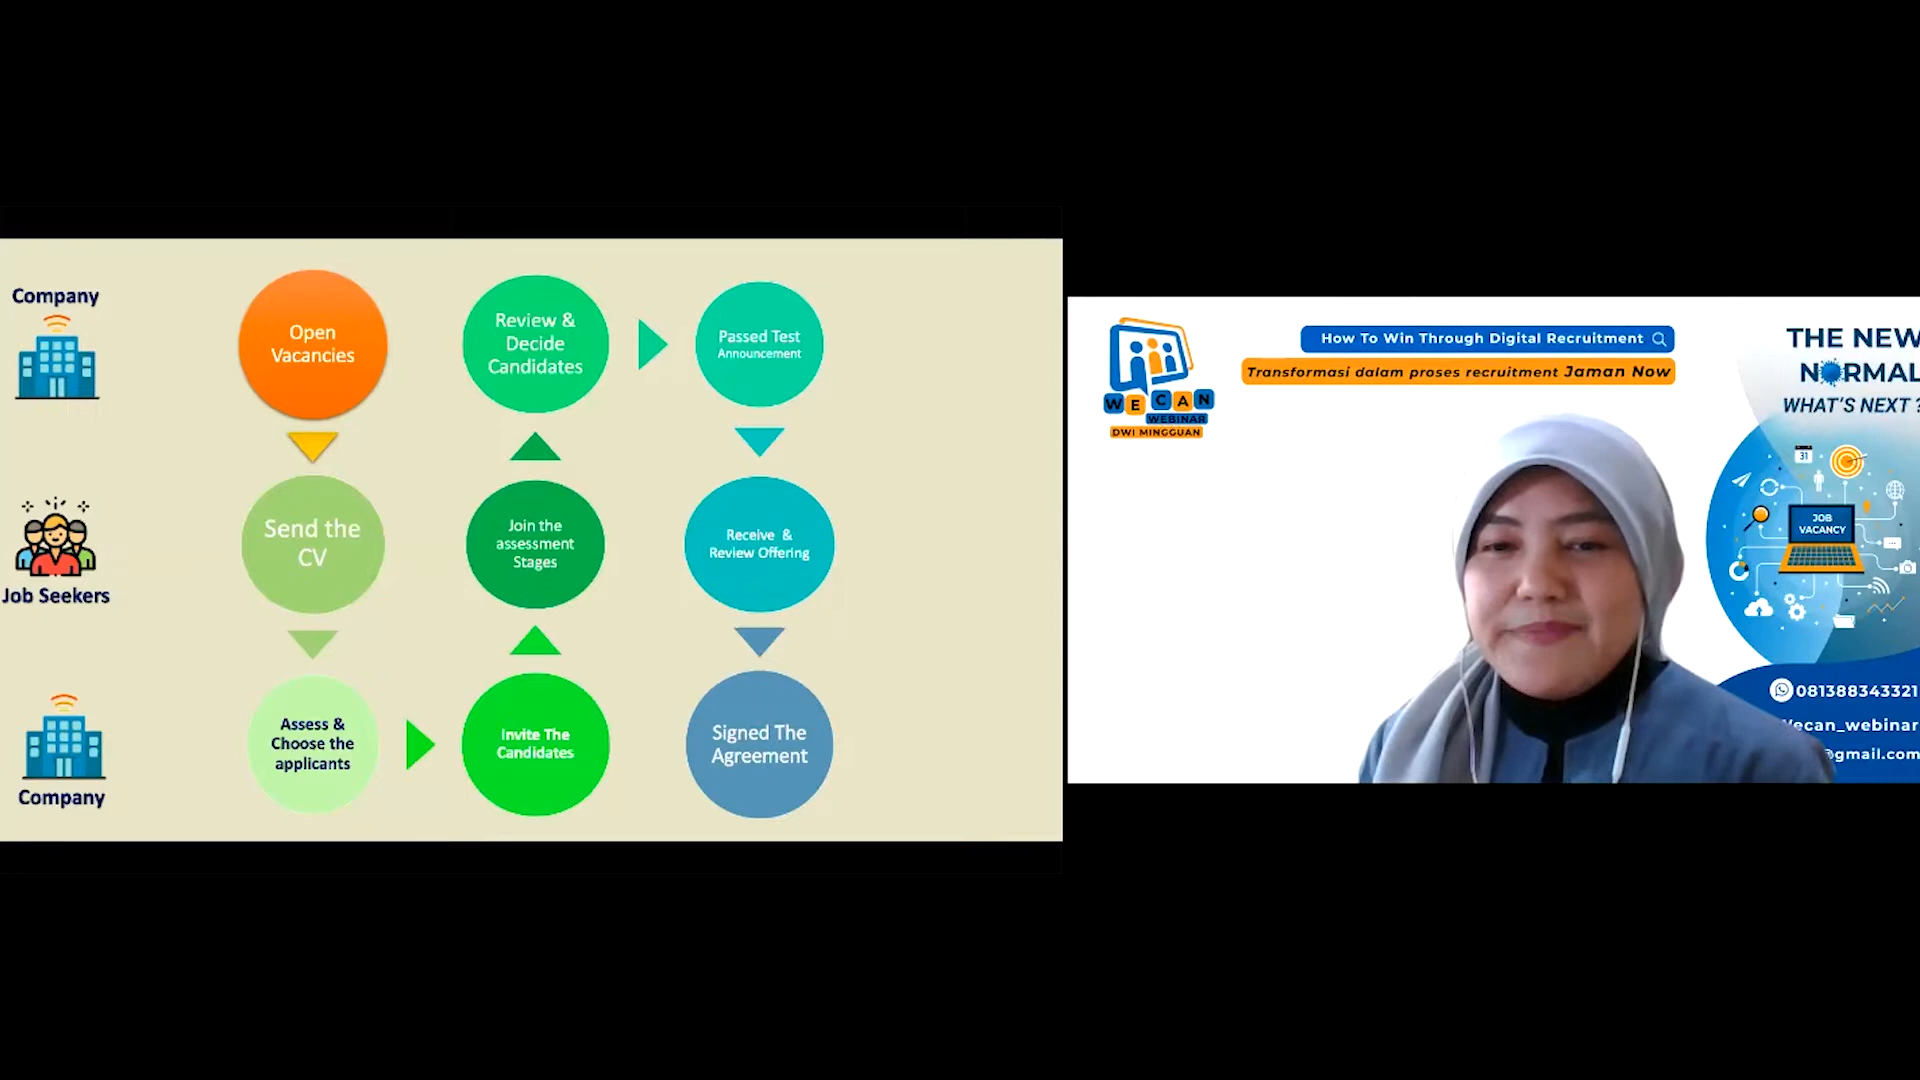 Company
Job Seekers
Company
Open
Vacancies
Send the
CV
Assess &
Choose the
applicants
Review &
Decide
Candidates
Join the
assessment
Stages
Invite The
Candidates
Passed Test
Announcement
Receive &
Review Offering
Signed The
Agreement
WE CAN
WEBINAR
DWI MINGGUAN
How To Win Through Digital Recruitment
Transformasi dalam proses recruitment Jaman Now
THE NEW
NORMAL
WHAT'S NEXT ?
31
JOB
VACANCY
081388343321
ecan_webinar
@gmail.com